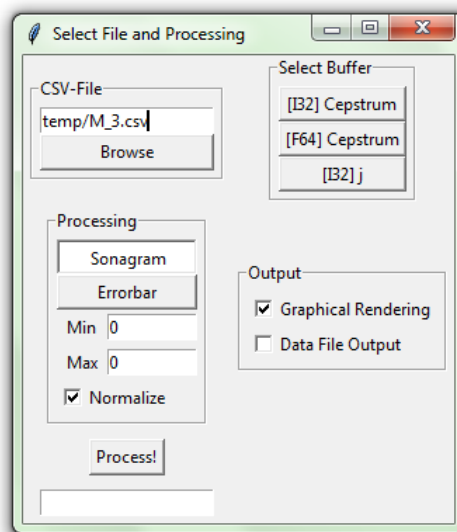 Select File and Processing
CSV-File
temp/M_3.csv
Browse
Select Buffer
[I32] Cepstrum
[F64] Cepstrum
[I32] j
Processing
Sonagram
Errorbar
Min 0
Max 0
Normalize
Output
Graphical Rendering
Data File Output
Process!